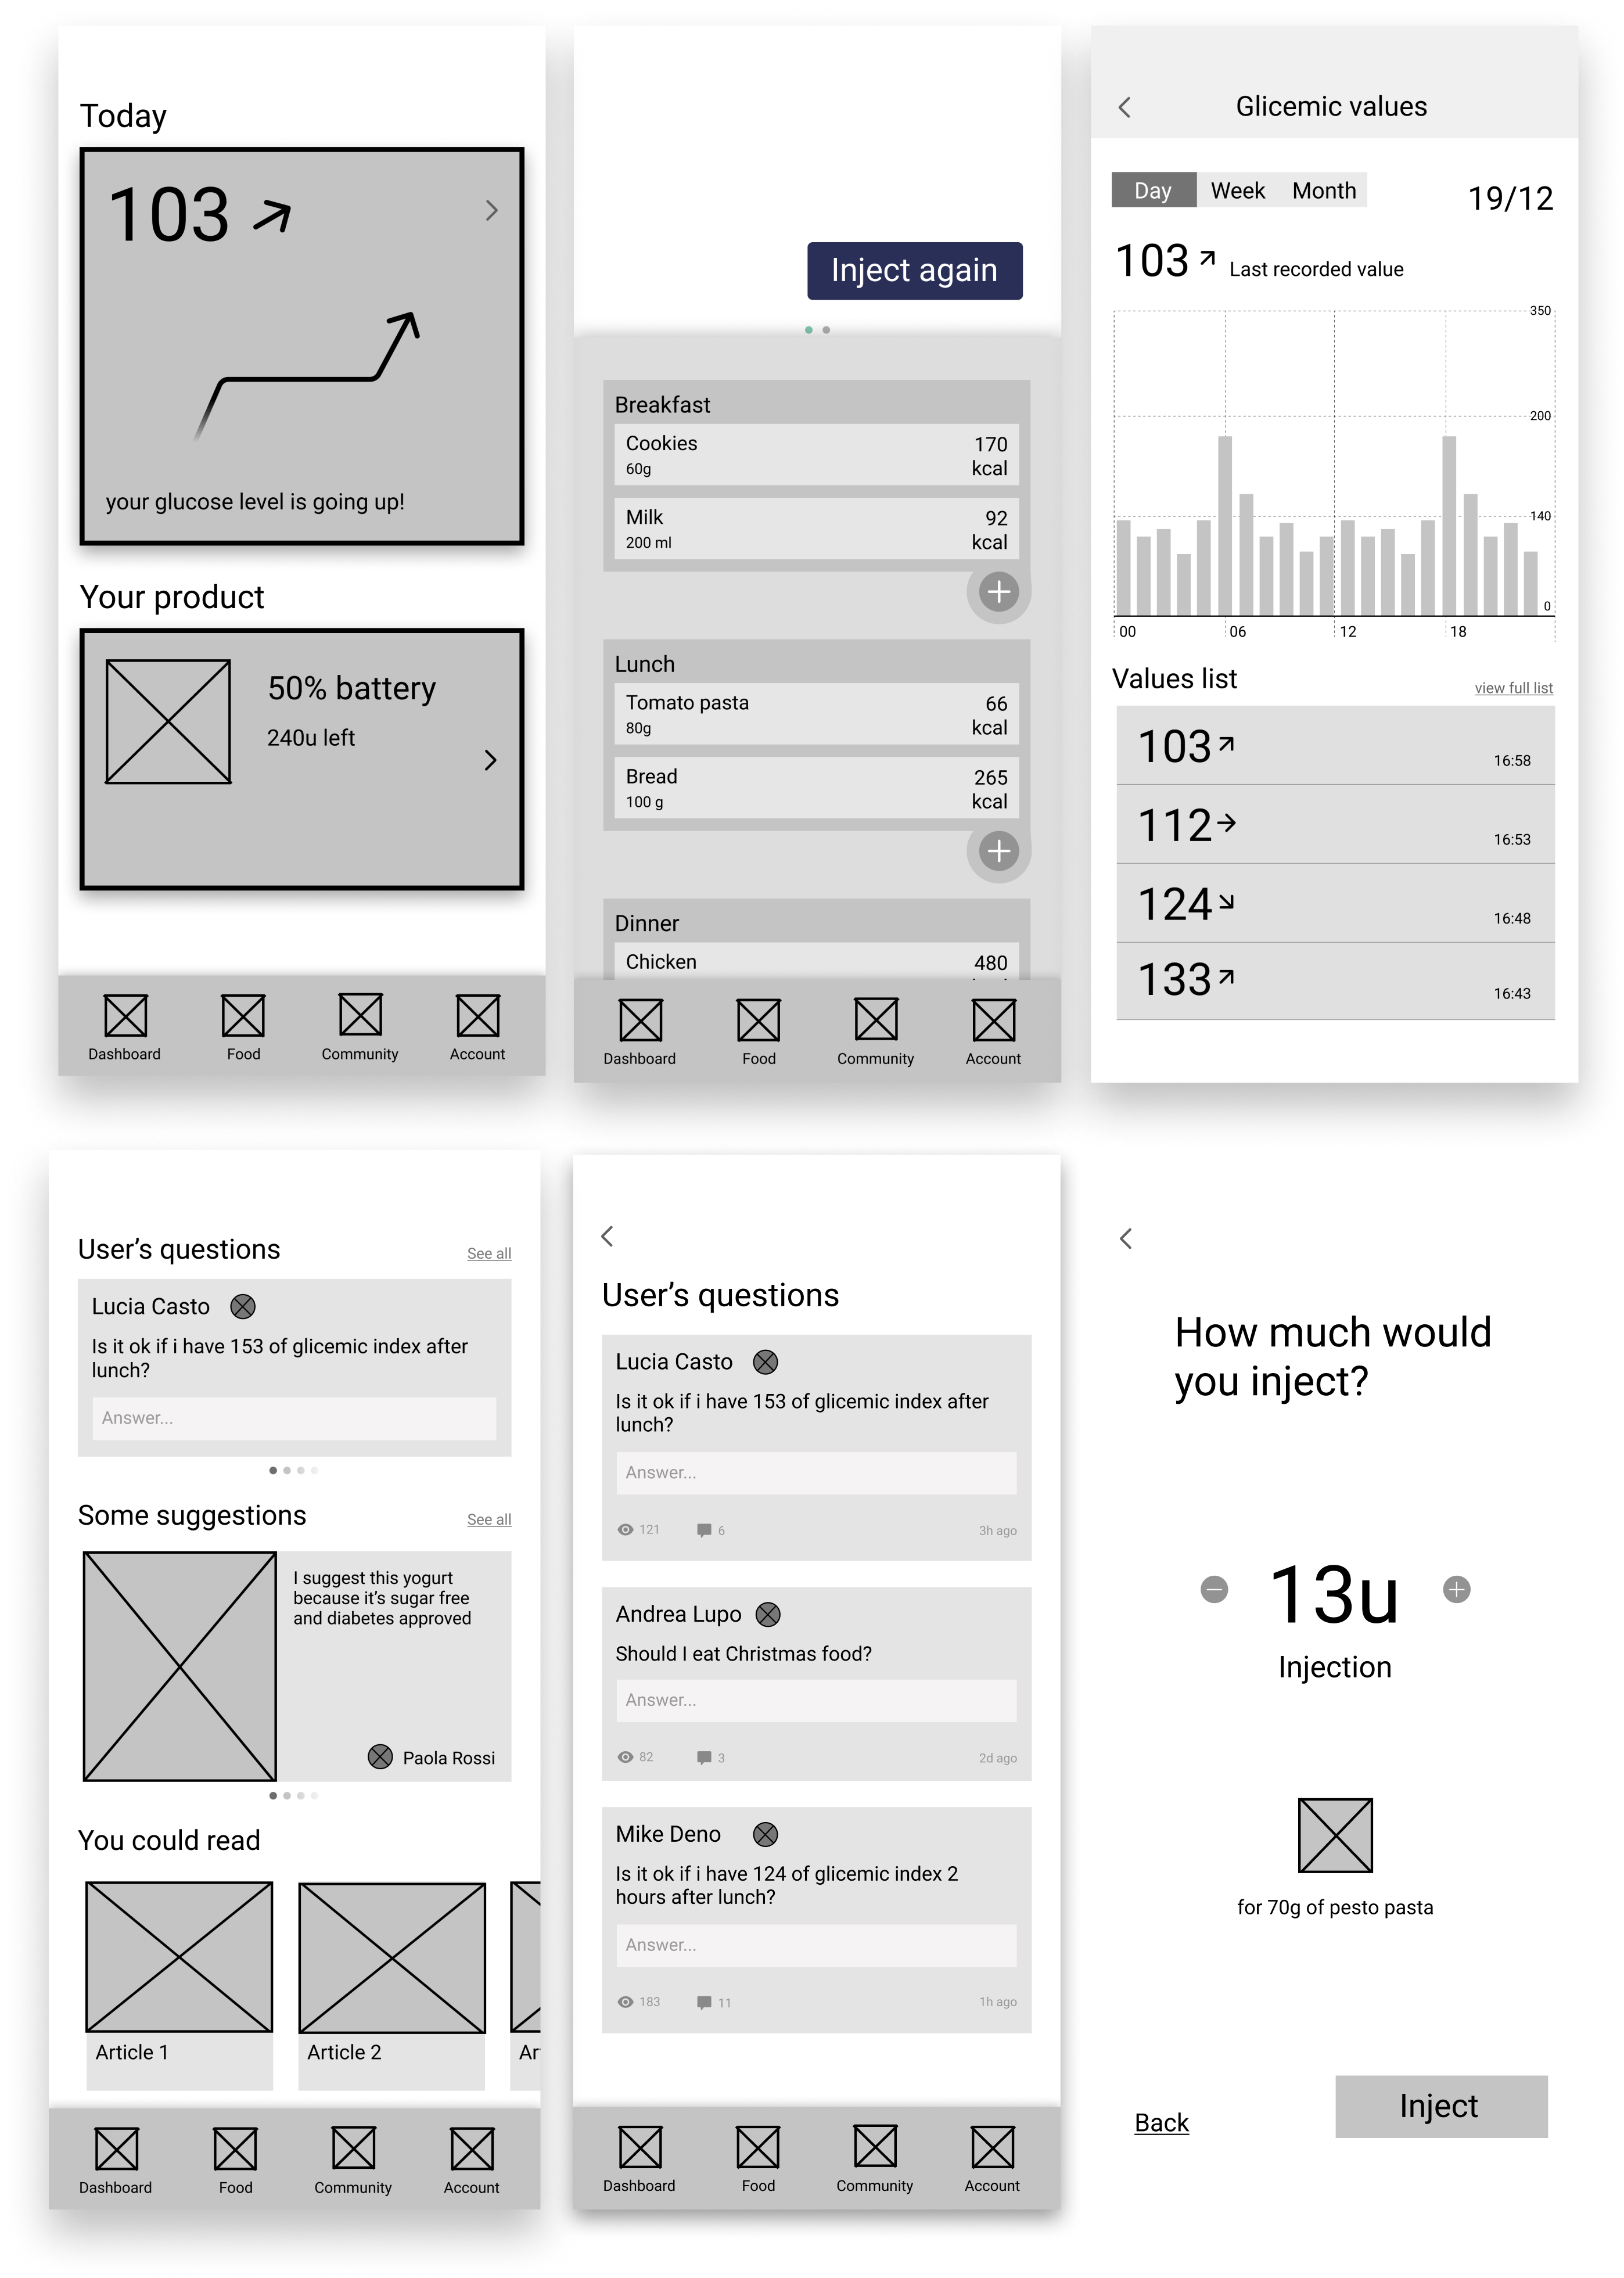 Today
103
your glucose level is going up!
Your product
50% battery
240u left
Dashboard Food Community Account
Inject again
Breakfast
Cookies 170
60g kcal
Milk 92
200 ml kcal
Lunch
Tomato pasta 66
80g kcal
Bread 265
100 g kcal
Dinner
Chicken 480
Dashboard Food Community Account
Glicemic values
Day Week Month 19/12
103 Last recorded value
350
200
140
0
00 06 12 18
Values list view full list
103 16:58
112 16:53
124 16:48
133 16:43
User’s questions See all
Lucia Casto
Is it ok if i have 153 of glicemic index after
lunch?
Answer...
Some suggestions See all
I suggest this yogurt
because it’s sugar free
and diabetes approved
Paola Rossi
You could read
Article 1 Article 2 Ar
Dashboard Food Community Account
User’s questions
Lucia Casto
Is it ok if i have 153 of glicemic index after
lunch?
Answer...
121 6 3h ago
Andrea Lupo
Should I eat Christmas food?
Answer...
82 3 2d ago
Mike Deno
Is it ok if i have 124 of glicemic index 2
hours after lunch?
Answer...
183 11 1h ago
Dashboard Food Community Account
How much would
you inject?
13u
Injection
for 70g of pesto pasta
Back Inject